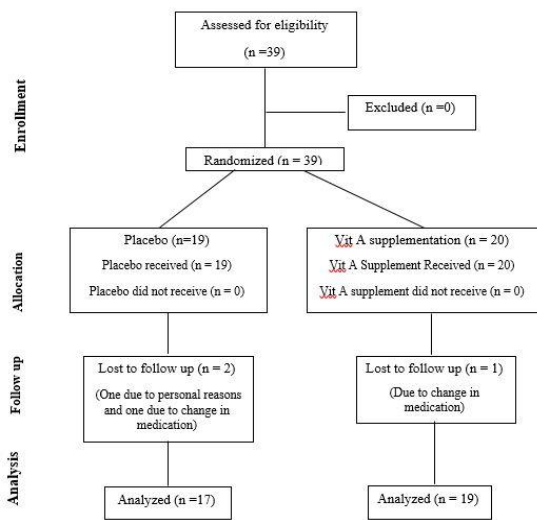 Assessed for eligibility
(n =39)
Enrollment
Excluded (n =0)
Randomized (n = 39)
Allocation
Placebo (n=19)
Placebo received (n = 19)
Placebo did not receive (n = 0)
Vit A supplementation (n = 20)
Vit A Supplement Received (n = 20)
Vit A supplement did not receive (n = 0)
Follow up
Lost to follow up (n = 2)
(One due to personal reasons
and one due to change in
medication)
Lost to follow up (n = 1)
(Due to change in
medication)
Analysis
Analyzed (n =17)
Analyzed (n = 19)